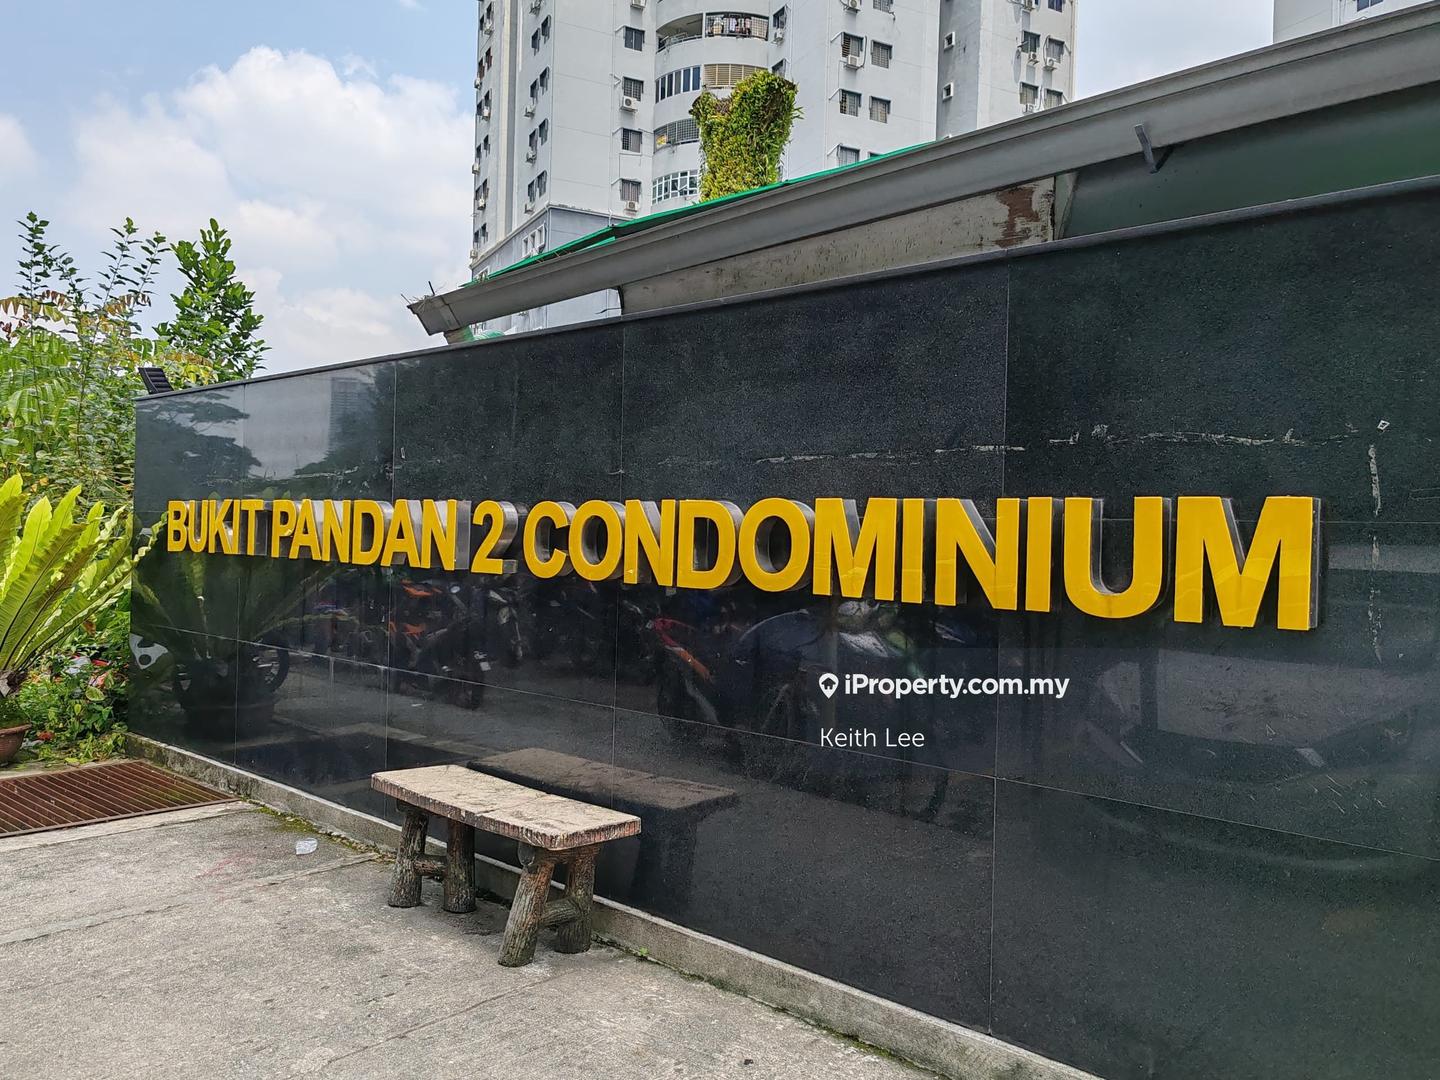 BUKIT PANDAN 2 CONDOMINIUM
iProperty.com.my
Keith Lee